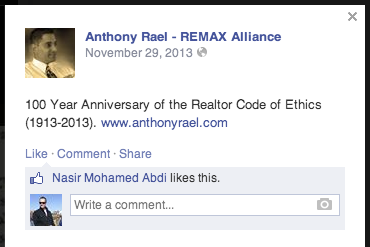 Anthony Rael - REMAX Alliance
November 29, 2013
100 Year Anniversary of the Realtor Code of Ethics
(1913-2013). www.anthonyrael.com
Like · Comment · Share
Nasir Mohamed Abdi likes this.
Write a comment...